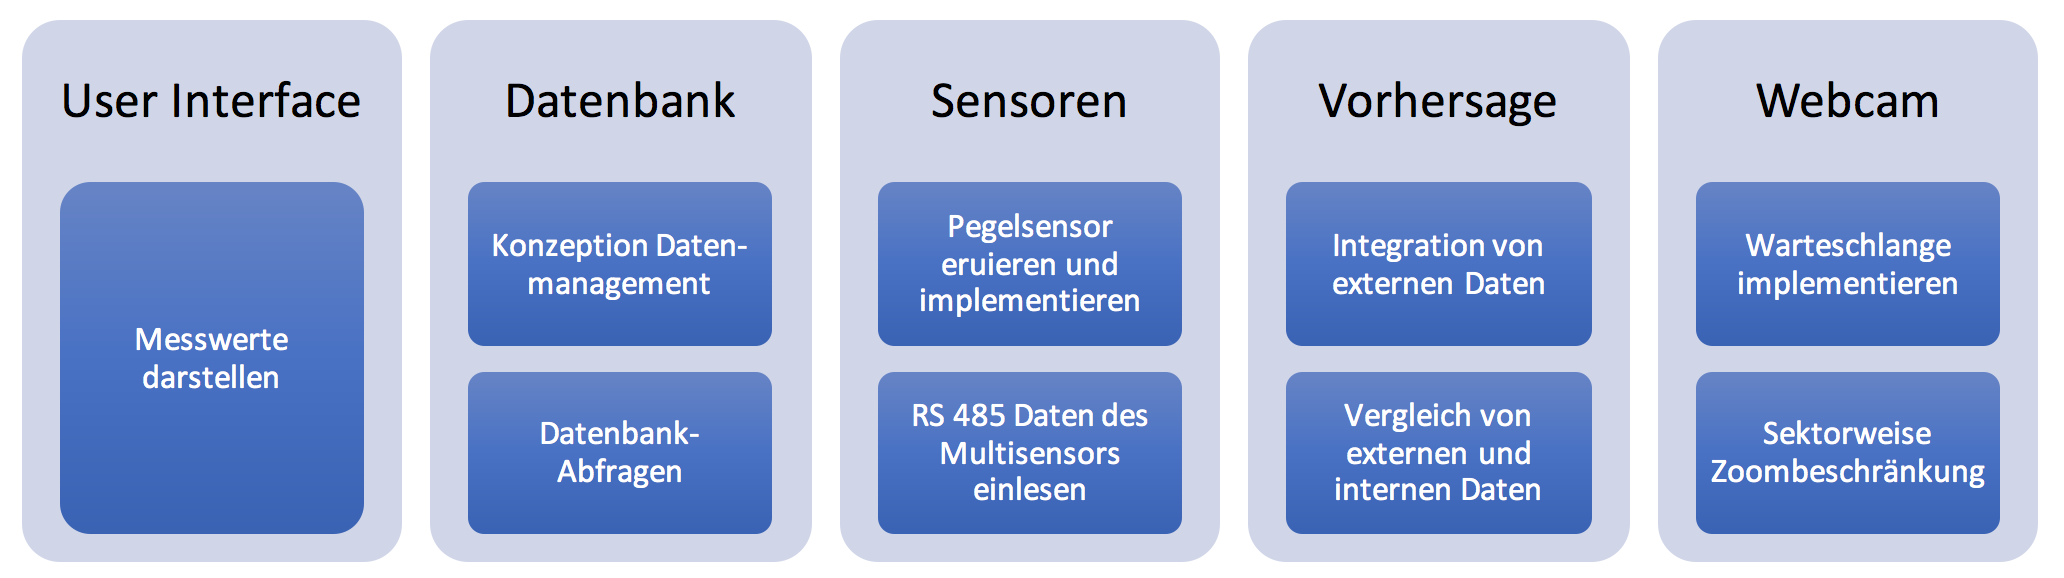 User Interface
Messwerte
darstellen
Datenbank
Konzeption Daten-
management
Datenbank-
Abfragen
Sensoren
Pegelsensor
eruieren und
implementieren
RS 485 Daten des
Multisensors
einlesen
Vorhersage
Integration von
externen Daten
Vergleich von
externen und
internen Daten
Webcam
Warteschlange
implementieren
Sektorweise
Zoombeschränkung